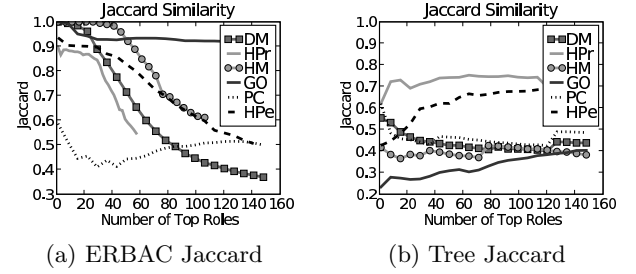 Jaccard Similarity
1.0
0.9
0.8
0.7
0.6
0.5
0.4
0.3
Jaccard
0 20 40 60 80 100 120 140 160
Number of Top Roles
DM
HPr
HM
GO
PC
HPe
(a) ERBAC Jaccard
Jaccard Similarity
1.0
0.9
0.8
0.7
0.6
0.5
0.4
0.3
0.2
Jaccard
0 20 40 60 80 100 120 140 160
Number of Top Roles
DM
HPr
HM
GO
PC
HPe
(b) Tree Jaccard